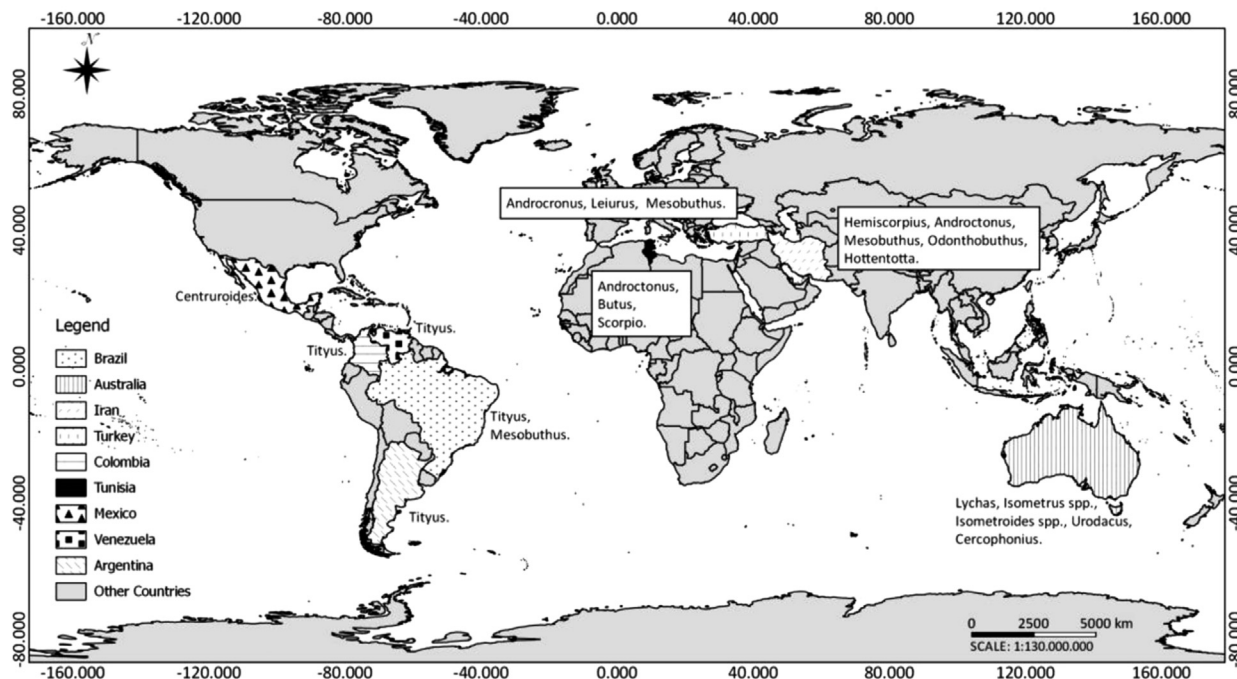 -160.000 -120.000 -80.000 -40.000 0.000 40.000 80.000 120.000 160.000
N
80.000
80.000
40.000
40.000
0.000
0.000
-40.000
-40.000
-80.000
-80.000
Androcronus, Leiurus, Mesobuthus.
Hemiscorpius, Androctonus,
Mesobuthus, Odonthobuthus,
Hottentotta.
Androctonus,
Butus,
Scorpio.
Centruroides.
Tityus.
Tityus.
Tityus,
Mesobuthus.
Tityus.
Lychas, Isometrus spp.,
Isometroides spp., Urodacus,
Cercophonius.
Legend
Brazil
Australia
Iran
Turkey
Colombia
Tunisia
Mexico
Venezuela
Argentina
Other Countries
0 2500 5000 km
SCALE: 1:130.000.000
-160.000 -120.000 -80.000 -40.000 0.000 40.000 80.000 120.000 160.000